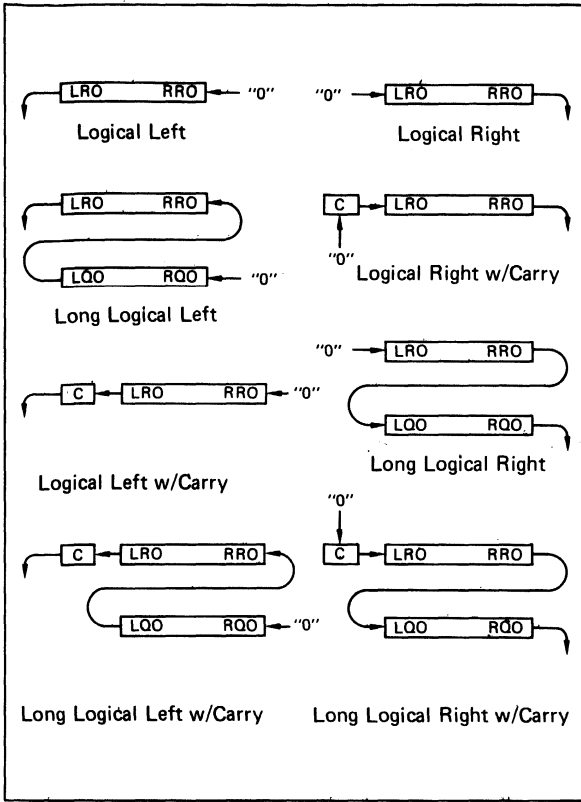 LRO RRO "0"
Logical Left
LRO RRO
LQO RQO "0"
Long Logical Left
C LRO RRO "0"
Logical Left w/Carry
C LRO RRO
LQO RQO "0"
Long Logical Left w/Carry
"0" LRO RRO
Logical Right
C LRO RRO
"0"
Logical Right w/Carry
"0" LRO RRO
LQO RQO
Long Logical Right
"0"
C LRO RRO
LQO RQO
Long Logical Right w/Carry